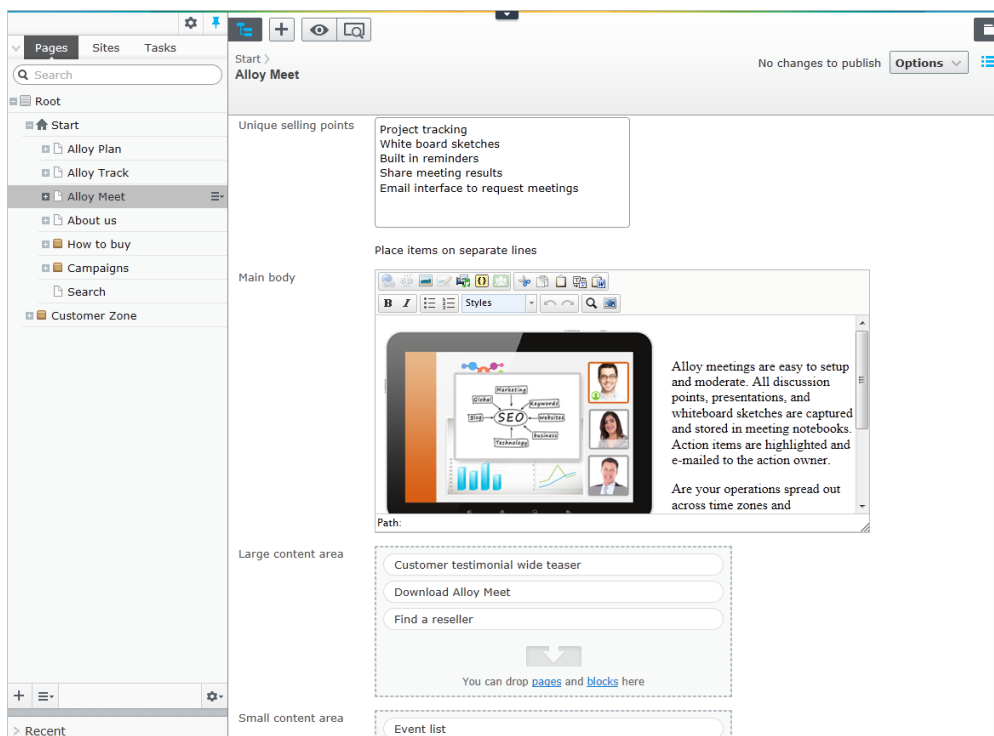 Pages Sites Tasks
Search
Root
Start
Alloy Plan
Alloy Track
Alloy Meet
About us
How to buy
Campaigns
Search
Customer Zone
Recent
Start
Alloy Meet
No changes to publish
Options
Unique selling points
Project tracking
White board sketches
Built in reminders
Share meeting results
Email interface to request meetings
Place items on separate lines
Main body
B I Styles
Marketing
Global
Keywords
Blog
SEO
Websites
Business
Technology
Alloy meetings are easy to setup
and moderate. All discussion
points, presentations, and
whiteboard sketches are captured
and stored in meeting notebooks.
Action items are highlighted and
e-mailed to the action owner.
Are your operations spread out
across time zones and
Path:
Large content area
Customer testimonial wide teaser
Download Alloy Meet
Find a reseller
You can drop pages and blocks here
Small content area
Event list